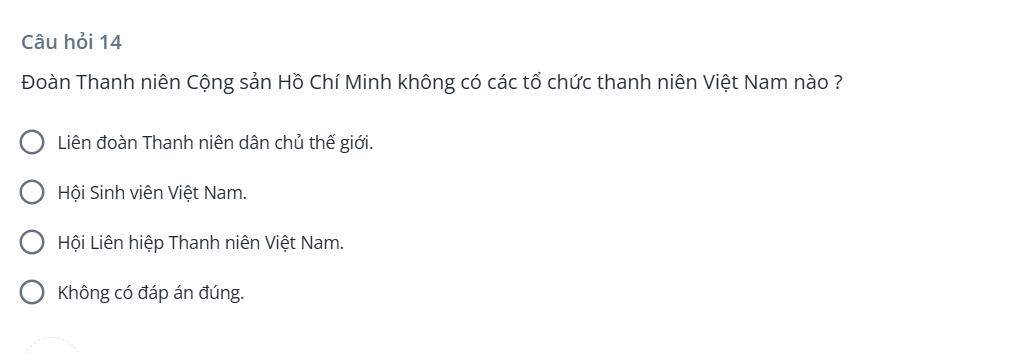 Câu hỏi 14
Đoàn Thanh niên Cộng sản Hồ Chí Minh không có các tổ chức thanh niên Việt Nam nào ?
Liên đoàn Thanh niên dân chủ thế giới.
Hội Sinh viên Việt Nam.
Hội Liên hiệp Thanh niên Việt Nam.
Không có đáp án đúng.